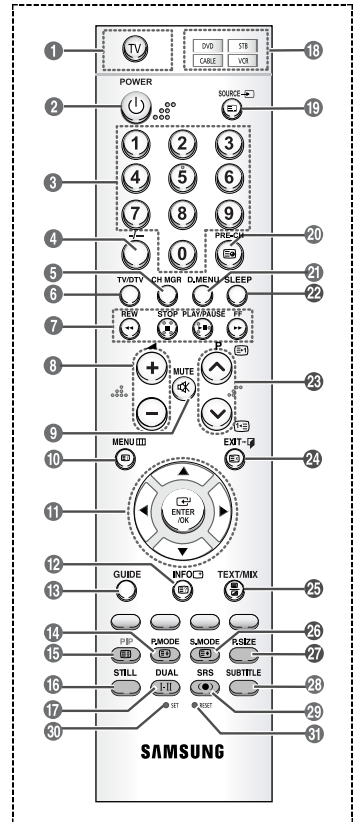 1 TV DVD STB 18
CABLE VCR
POWER
2 SOURCE 19
1 2 3
3 4 5 6
7 8 9
4 -/-- 0 PRE-CH 20
5 21
6 TV/DTV CH MGR D.MENU SLEEP 22
7 REW STOP PLAY/PAUSE FF
8 + P
MUTE 23
9 −
10 MENU EXIT 24
11 ENTER
/OK
12
13 GUIDE INFO TEXT/MIX 25
14 26
15 PIP P.MODE S.MODE P.SIZE 27
16 STILL DUAL SRS SUBTITLE 28
17 I-II 29
30 SET RESET 31
SAMSUNG